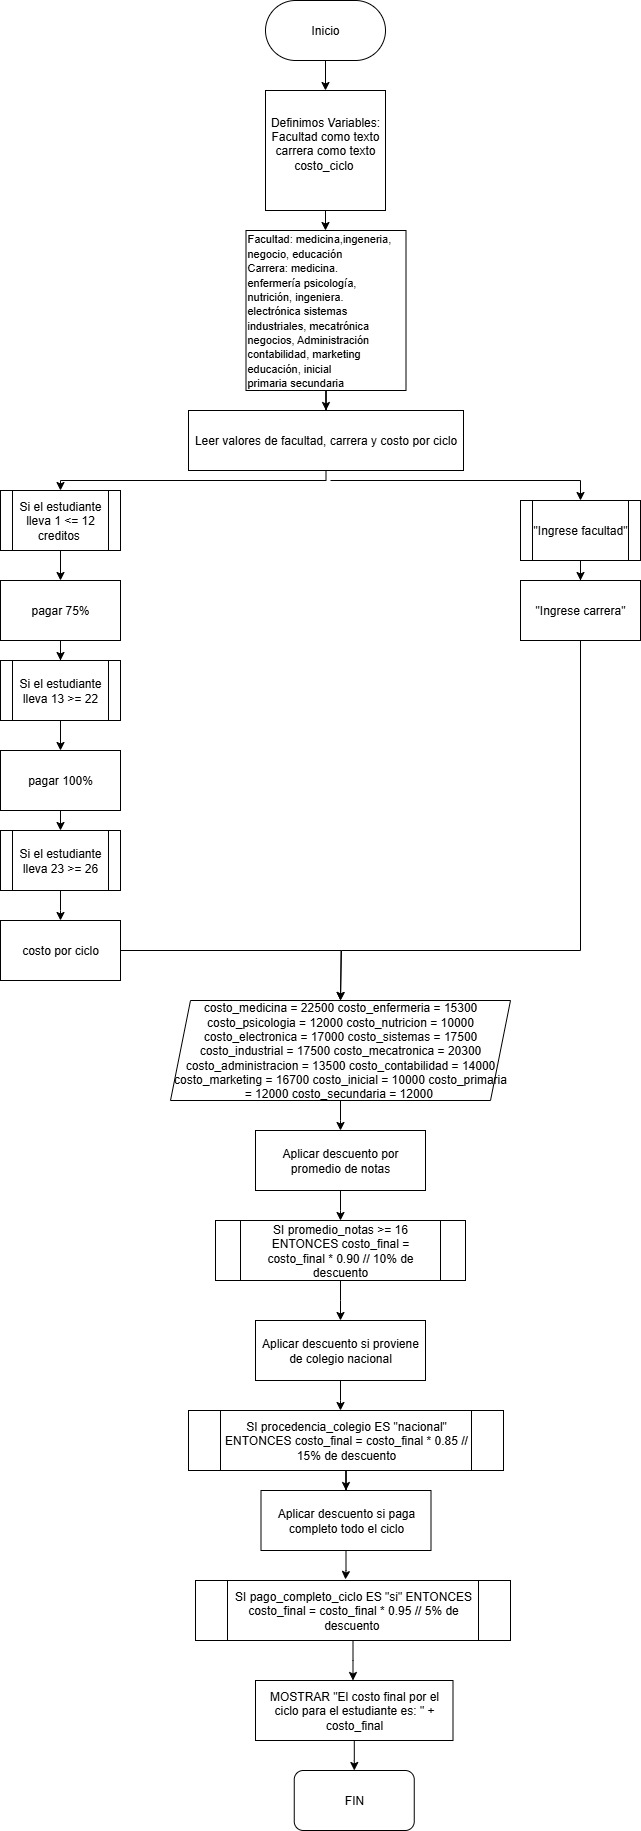 Inicio
Definimos Variables:
Facultad como texto
carrera como texto
costo_ciclo
Facultad: medicina,ingeneria,
negocio, educación
Carrera: medicina.
enfermería psicología,
nutrición, ingeniera.
electrónica sistemas
industriales, mecatrónica
negocios, Administración
contabilidad, marketing
educación, inicial
primaria secundaria
Leer valores de facultad, carrera y costo por ciclo
Si el estudiante
lleva 1 <= 12
creditos
"Ingrese facultad"
pagar 75%
"Ingrese carrera"
Si el estudiante
lleva 13 >= 22
pagar 100%
Si el estudiante
lleva 23 >= 26
costo por ciclo
costo_medicina = 22500 costo_enfermeria = 15300
costo_psicologia = 12000 costo_nutricion = 10000
costo_electronica = 17000 costo_sistemas = 17500
costo_industrial = 17500 costo_mecatronica = 20300
costo_administracion = 13500 costo_contabilidad = 14000
costo_marketing = 16700 costo_inicial = 10000 costo_primaria
= 12000 costo_secundaria = 12000
Aplicar descuento por
promedio de notas
SI promedio_notas >= 16
ENTONCES costo_final =
costo_final * 0.90 // 10% de
descuento
Aplicar descuento si proviene
de colegio nacional
SI procedencia_colegio ES "nacional"
ENTONCES costo_final = costo_final * 0.85 //
15% de descuento
Aplicar descuento si paga
completo todo el ciclo
SI pago_completo_ciclo ES "si" ENTONCES
costo_final = costo_final * 0.95 // 5% de
descuento
MOSTRAR "El costo final por el
ciclo para el estudiante es: " +
costo_final
FIN